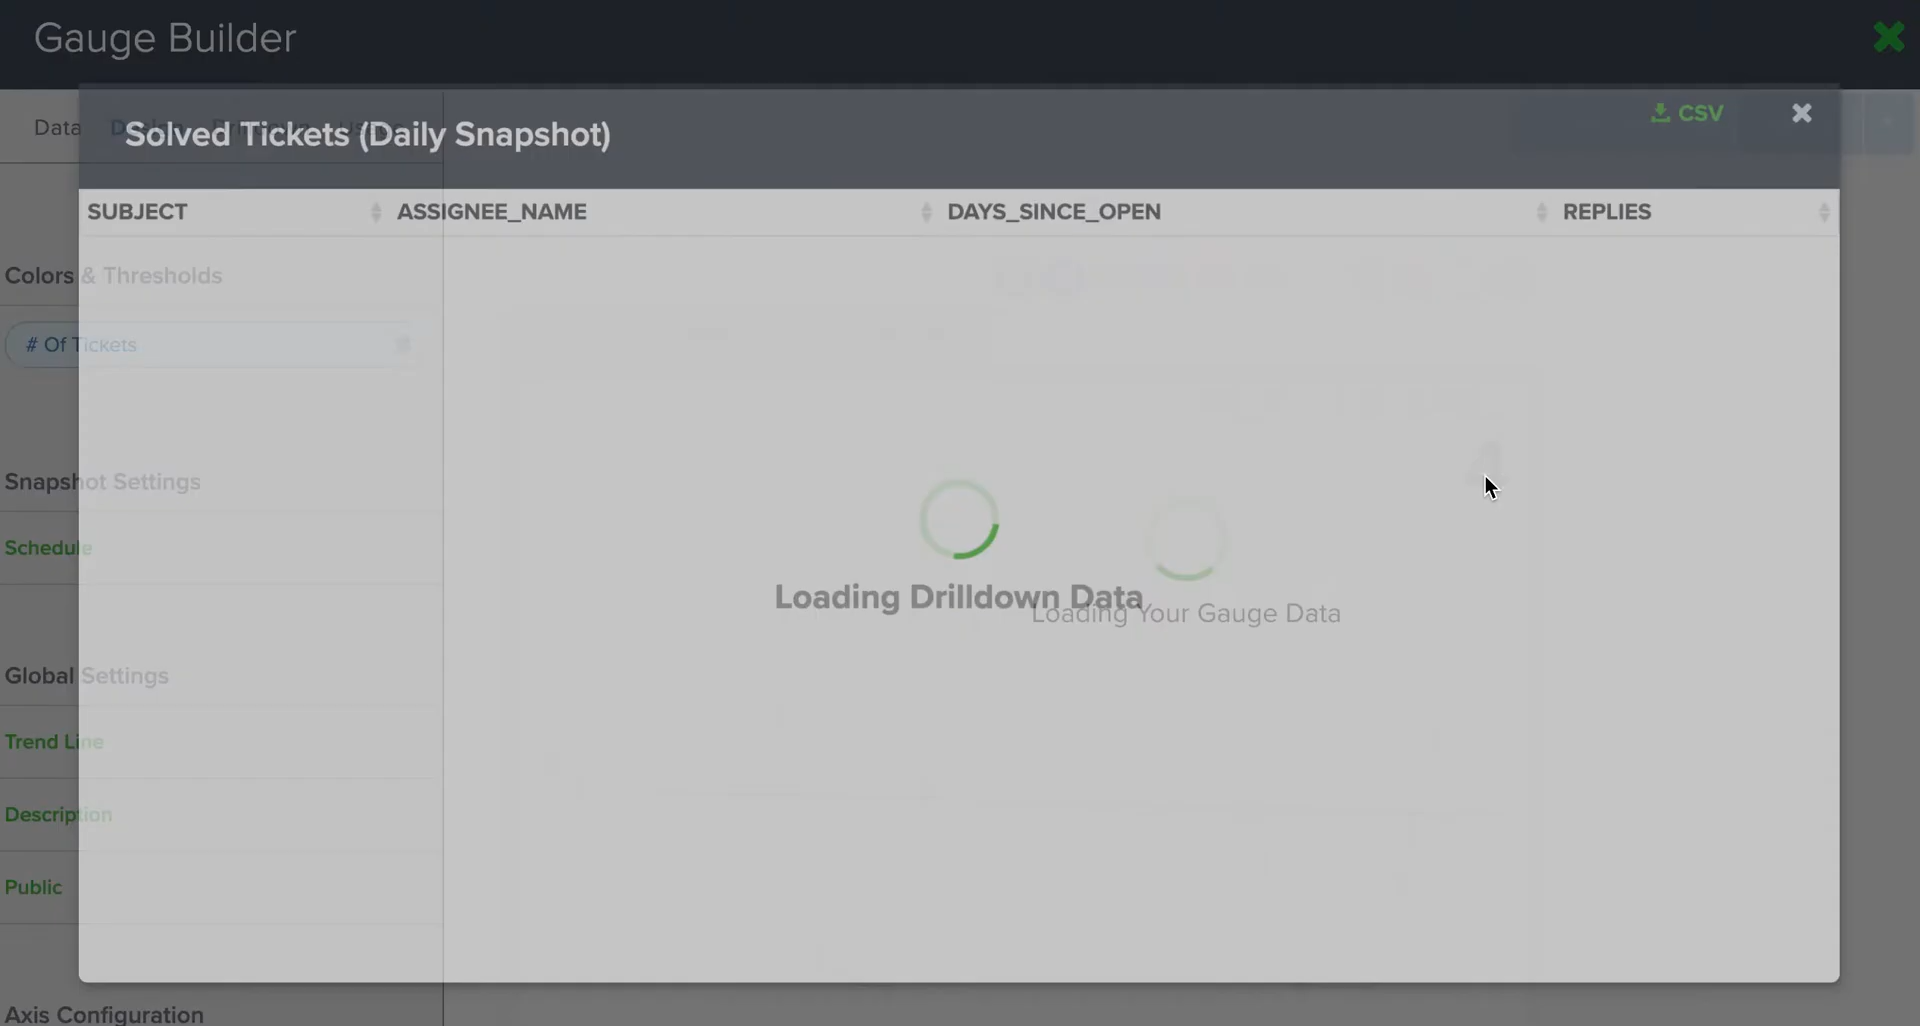 Gauge Builder
Data
Solved Tickets (Daily Snapshot)
CSV
SUBJECT
ASSIGNEE_NAME
DAYS_SINCE_OPEN
REPLIES
Colors & Thresholds
# Of Tickets
Snapshot Settings
Schedule
Loading Drilldown Data
Loading Your Gauge Data
Global Settings
Trend Line
Description
Public
Axis Configuration